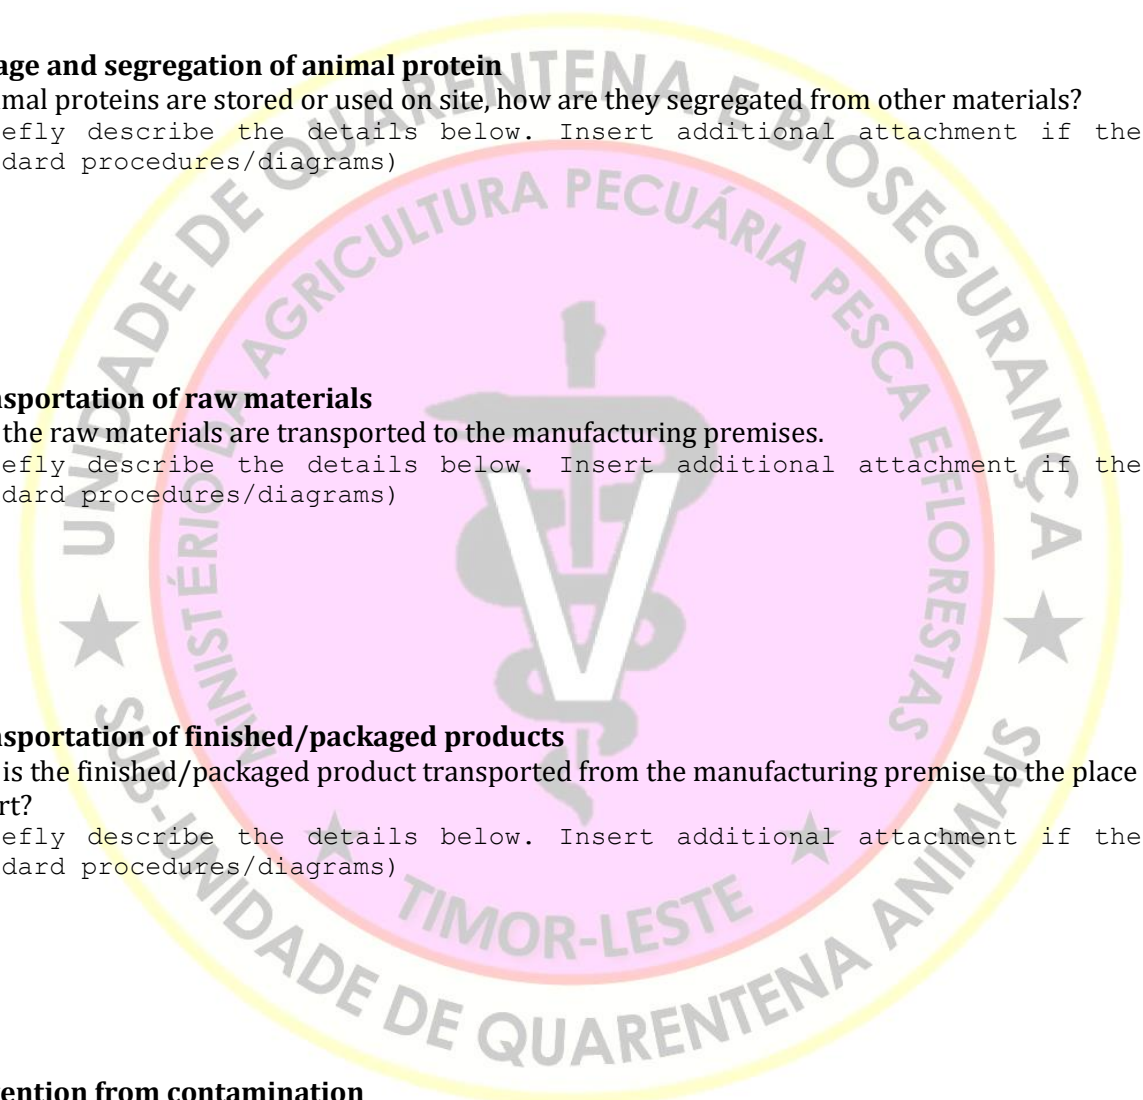 age and segregation of animal protein
mal proteins are stored or used on site, how are they segregated from other materials?
efly describe the details below. Insert additional attachment if the
dard procedures/diagrams)
nsportation of raw materials
the raw materials are transported to the manufacturing premises.
efly describe the details below. Insert additional attachment if the
dard procedures/diagrams)
nsportation of finished/packaged products
is the finished/packaged product transported from the manufacturing premise to the place
rt?
efly describe the details below. Insert additional attachment if the
dard procedures/diagrams)
ention from contamination
UNIDADE DE QUARENTENA E BIOSEGURANÇA
MINISTÉRIO DA AGRICULTURA PECUÁRIA PESCA E FLORESTAS
V
TIMOR-LESTE
SUB-UNIDADE DE QUARENTENA ANIMAIS